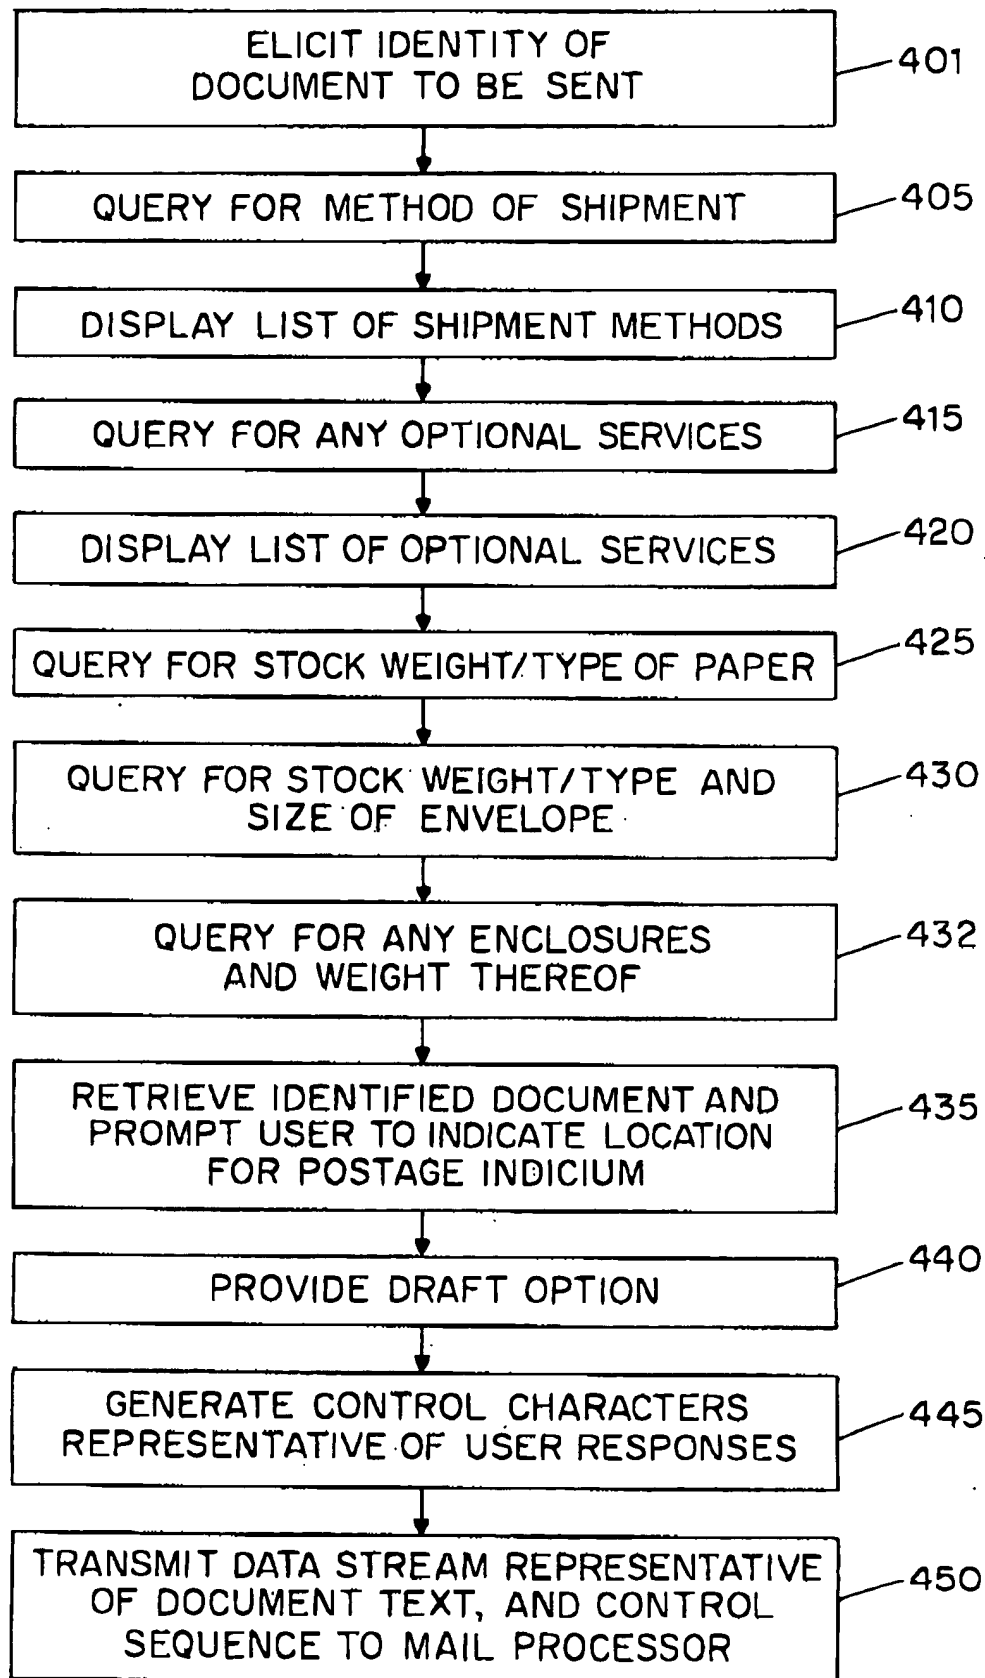 ELICIT IDENTITY OF
DOCUMENT TO BE SENT
401
QUERY FOR METHOD OF SHIPMENT
405
DISPLAY LIST OF SHIPMENT METHODS
410
QUERY FOR ANY OPTIONAL SERVICES
415
DISPLAY LIST OF OPTIONAL SERVICES
420
QUERY FOR STOCK WEIGHT/TYPE OF PAPER
425
QUERY FOR STOCK WEIGHT/TYPE AND
SIZE OF ENVELOPE
430
QUERY FOR ANY ENCLOSURES
AND WEIGHT THEREOF
432
RETRIEVE IDENTIFIED DOCUMENT AND
PROMPT USER TO INDICATE LOCATION
FOR POSTAGE INDICIUM
435
PROVIDE DRAFT OPTION
440
GENERATE CONTROL CHARACTERS
REPRESENTATIVE OF USER RESPONSES
445
TRANSMIT DATA STREAM REPRESENTATIVE
OF DOCUMENT TEXT, AND CONTROL
SEQUENCE TO MAIL PROCESSOR
450